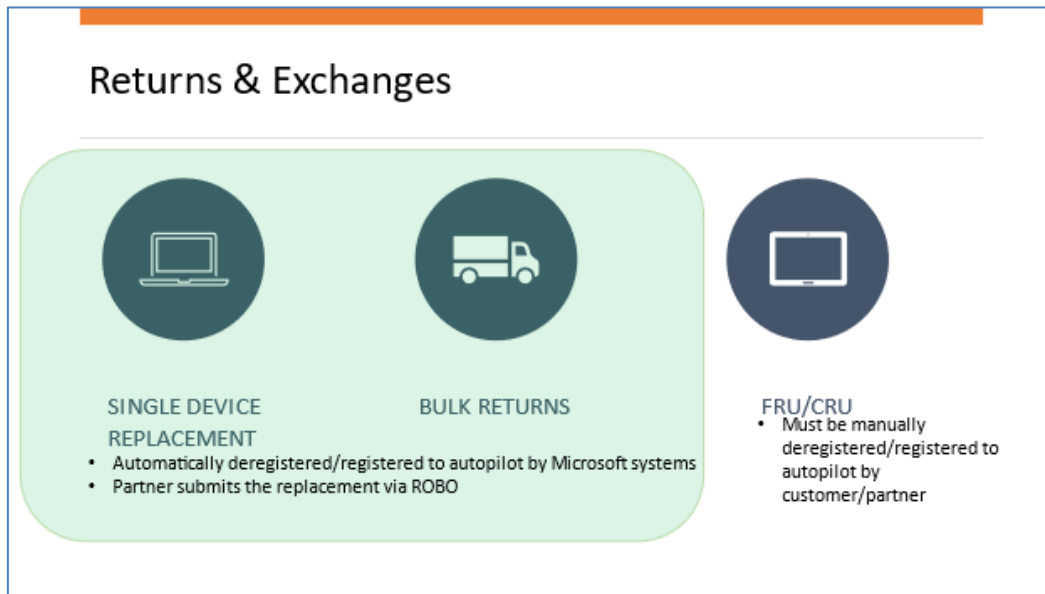 Returns & Exchanges
SINGLE DEVICE
REPLACEMENT
BULK RETURNS
• Automatically deregistered/registered to autopilot by Microsoft systems
• Partner submits the replacement via ROBO
FRU/CRU
• Must be manually
deregistered/registered to
autopilot by
customer/partner